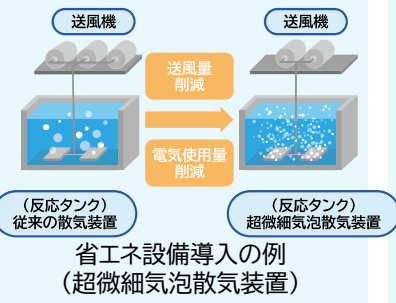 送風機
送風機
送風量
削減
電気使用量
削減
（反応タンク）
従来の散気装置
（反応タンク）
超微細気泡散気装置
省エネ設備導入の例
（超微細気泡散気装置）